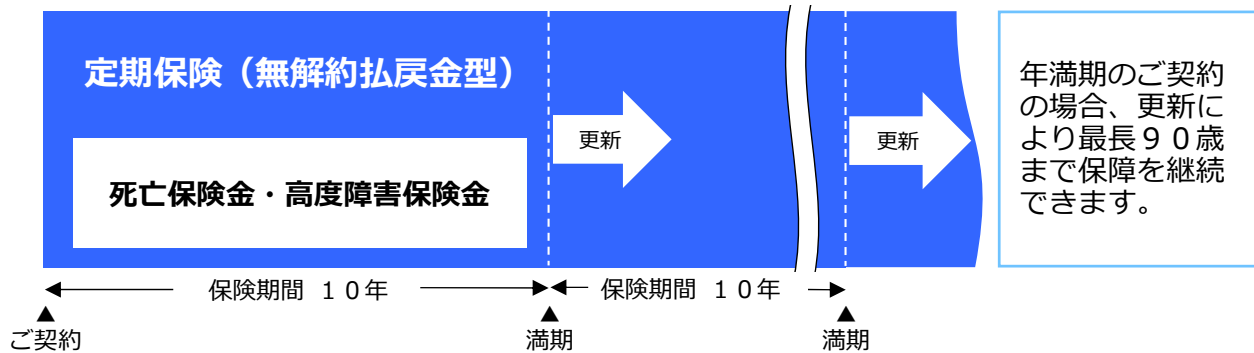 定期保険（無解約払戻金型）
死亡保険金・高度障害保険金
更新
更新
年満期のご契約
の場合、更新に
より最長９０歳
まで保障を継続
できます。
保険期間 １０年
保険期間 １０年
▲
▲
▲
ご契約
満期
満期